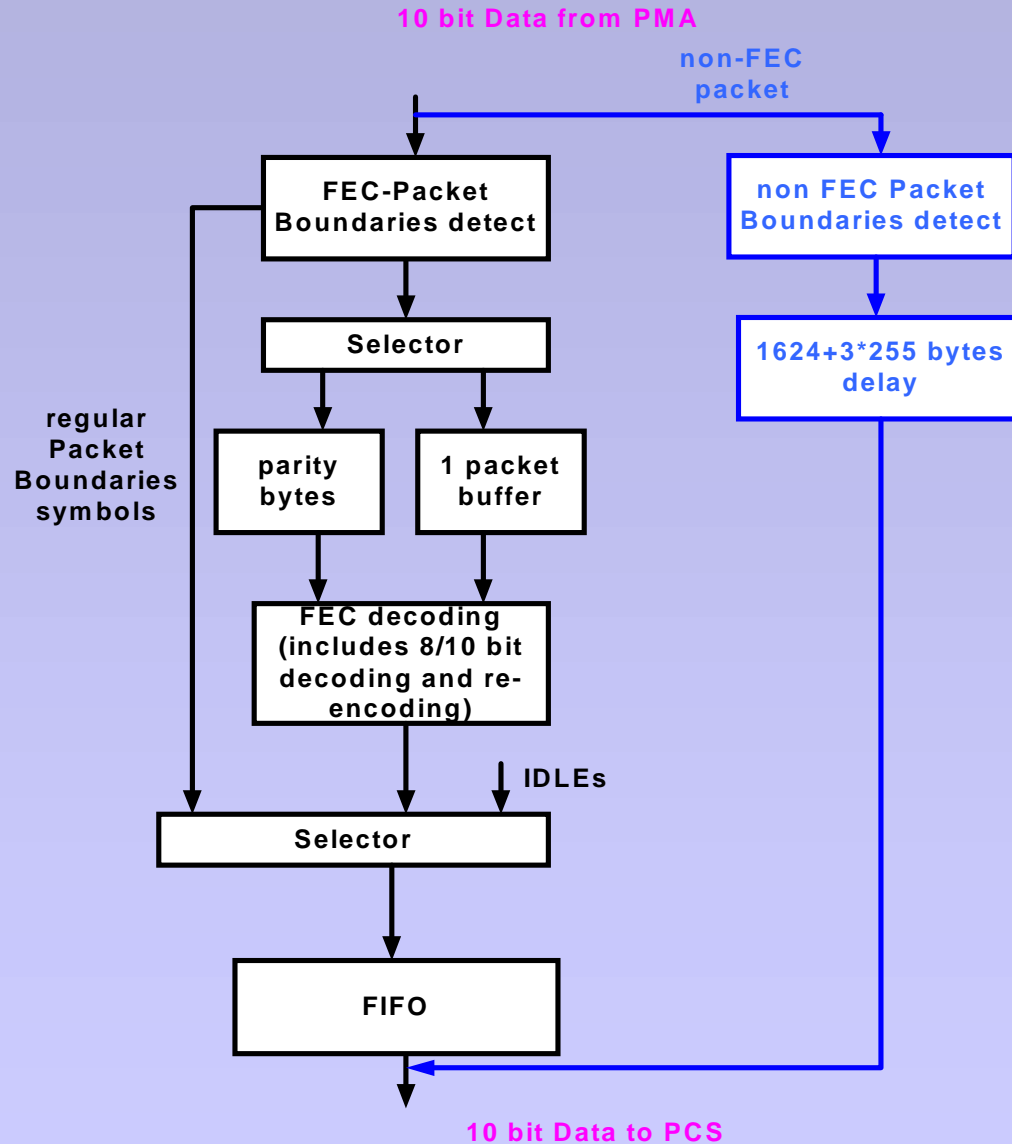 10 bit Data from PMA
non-FEC
packet
FEC-Packet
Boundaries detect
non FEC Packet
Boundaries detect
Selector
1624+3*255 bytes
delay
regular
Packet
Boundaries
symbols
parity
bytes
1 packet
buffer
FEC decoding
(includes 8/10 bit
decoding and re-
encoding)
IDLEs
Selector
FIFO
10 bit Data to PCS